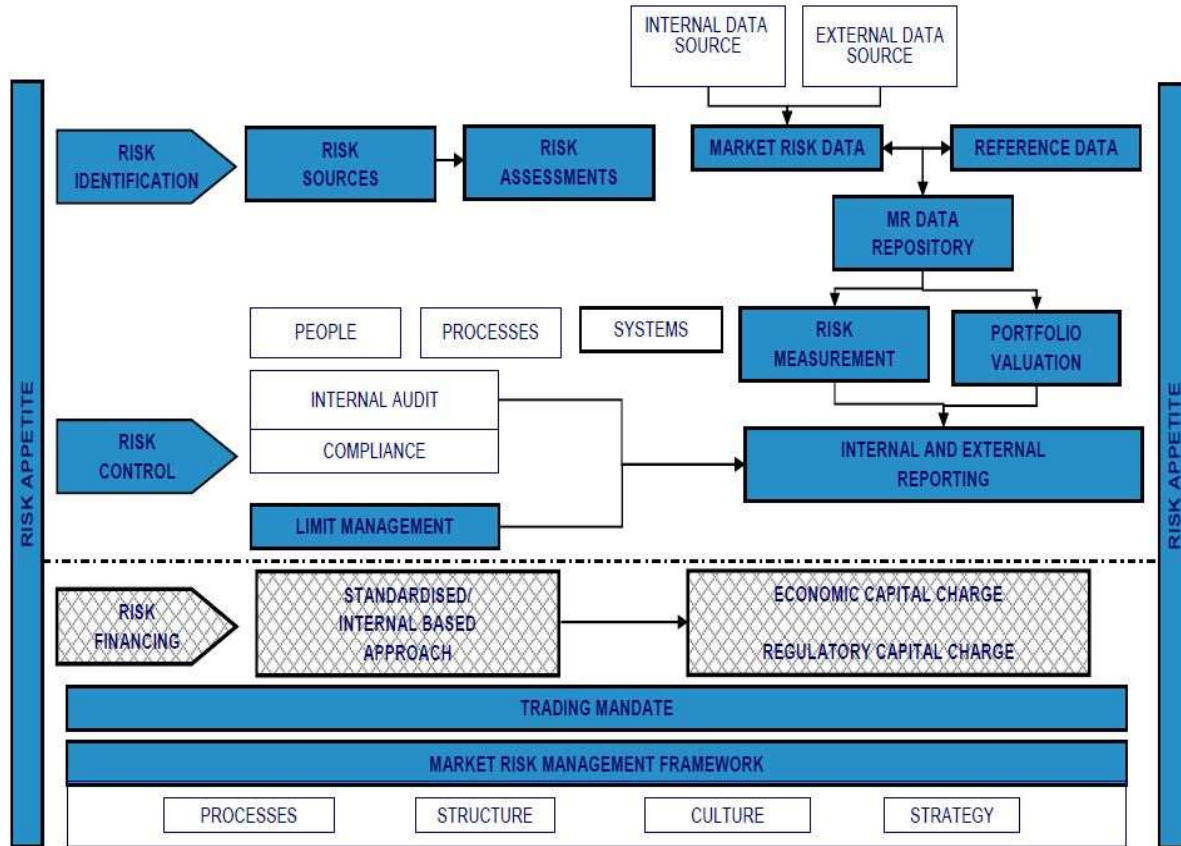 INTERNAL DATA
SOURCE
EXTERNAL DATA
SOURCE
RISK
IDENTIFICATION
RISK
SOURCES
RISK
ASSESSMENTS
MARKET RISK DATA
REFERENCE DATA
MR DATA
REPOSITORY
PEOPLE
PROCESSES
SYSTEMS
RISK
MEASUREMENT
PORTFOLIO
VALUATION
RISK APPETITE
RISK APPETITE
RISK
CONTROL
INTERNAL AUDIT
COMPLIANCE
LIMIT MANAGEMENT
INTERNAL AND EXTERNAL
REPORTING
RISK
FINANCING
STANDARDISED/
INTERNAL BASED
APPROACH
ECONOMIC CAPITAL CHARGE
REGULATORY CAPITAL CHARGE
TRADING MANDATE
MARKET RISK MANAGEMENT FRAMEWORK
PROCESSES
STRUCTURE
CULTURE
STRATEGY